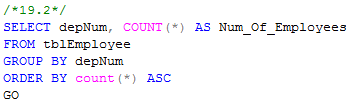 /*19.2*/
SELECT depNum, COUNT(*) AS Num_Of_Employees
FROM tblEmployee
GROUP BY depNum
ORDER BY count(*) ASC
GO